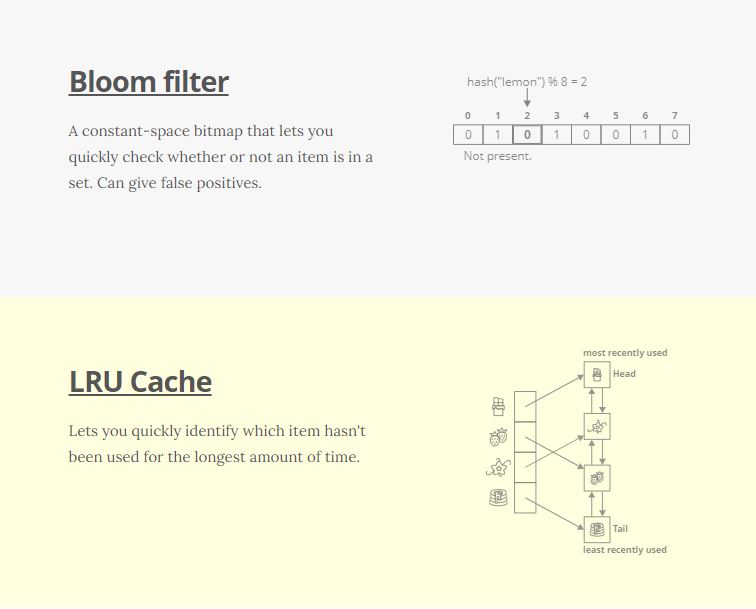 Bloom filter
A constant-space bitmap that lets you
quickly check whether or not an item is in a
set. Can give false positives.
hash("lemon") % 8 = 2
0 1 2 3 4 5 6 7
0 1 0 1 0 0 1 0
Not present.
LRU Cache
Lets you quickly identify which item hasn't
been used for the longest amount of time.
most recently used
Head
Tail
least recently used